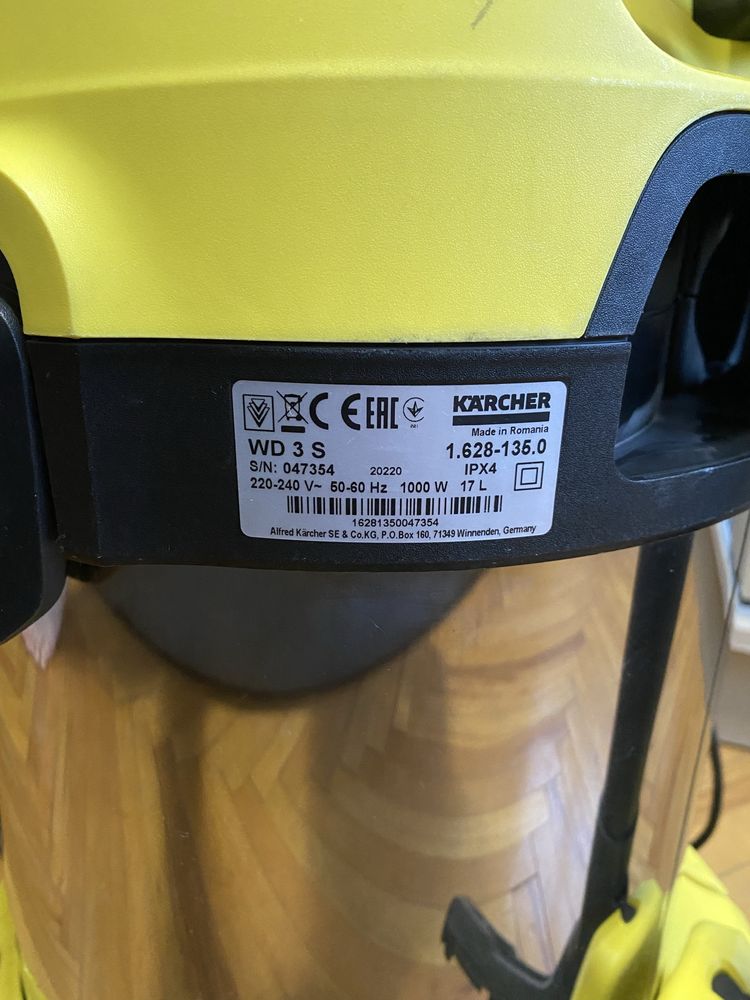 CE EAC KÄRCHER
Made in Romania
WD 3 S 1.628-135.0
S/N: 047354 20220 IPX4
220-240 V~ 50-60 Hz 1000 W 17 L
16281350047354
Alfred Kärcher SE & Co.KG, P.O.Box 160, 71349 Winnenden, Germany